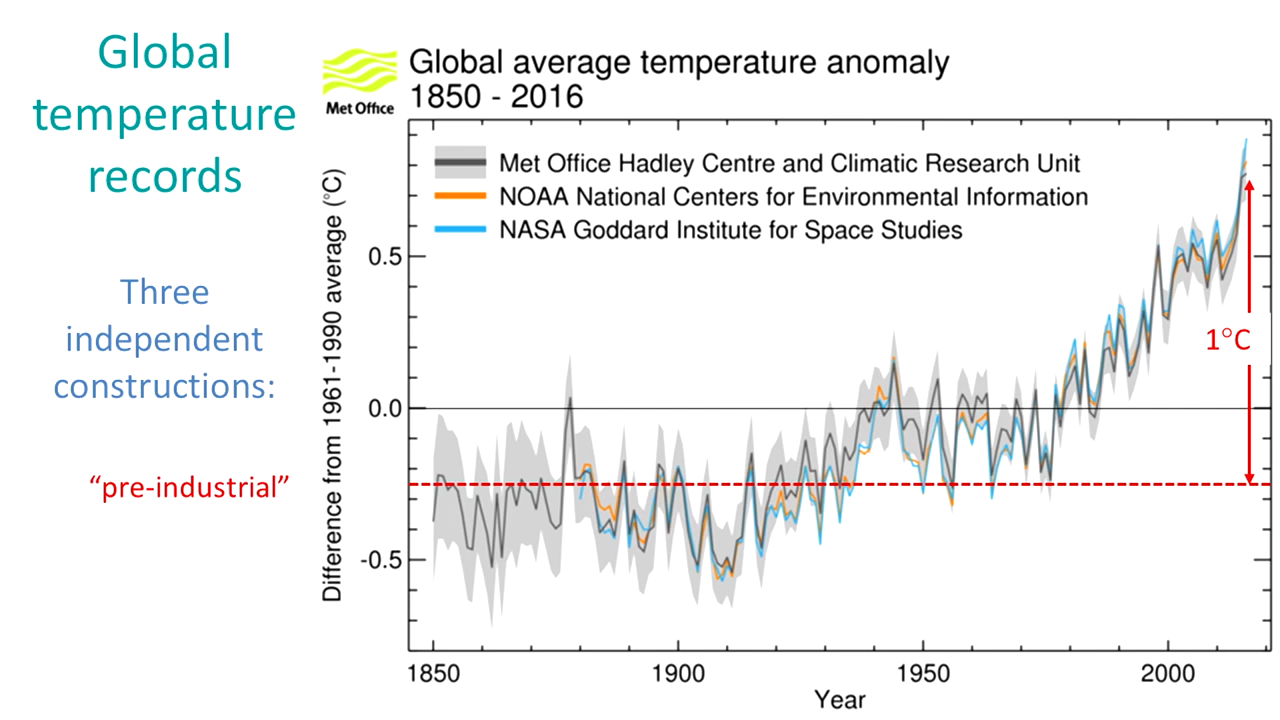 Global
temperature
records
Three
independent
constructions:
“pre-industrial”
Met Office
Global average temperature anomaly
1850 - 2016
Met Office Hadley Centre and Climatic Research Unit
NOAA National Centers for Environmental Information
NASA Goddard Institute for Space Studies
Difference from 1961-1990 average (°C)
0.5
0.0
-0.5
1°C
1850 1900 1950 2000
Year